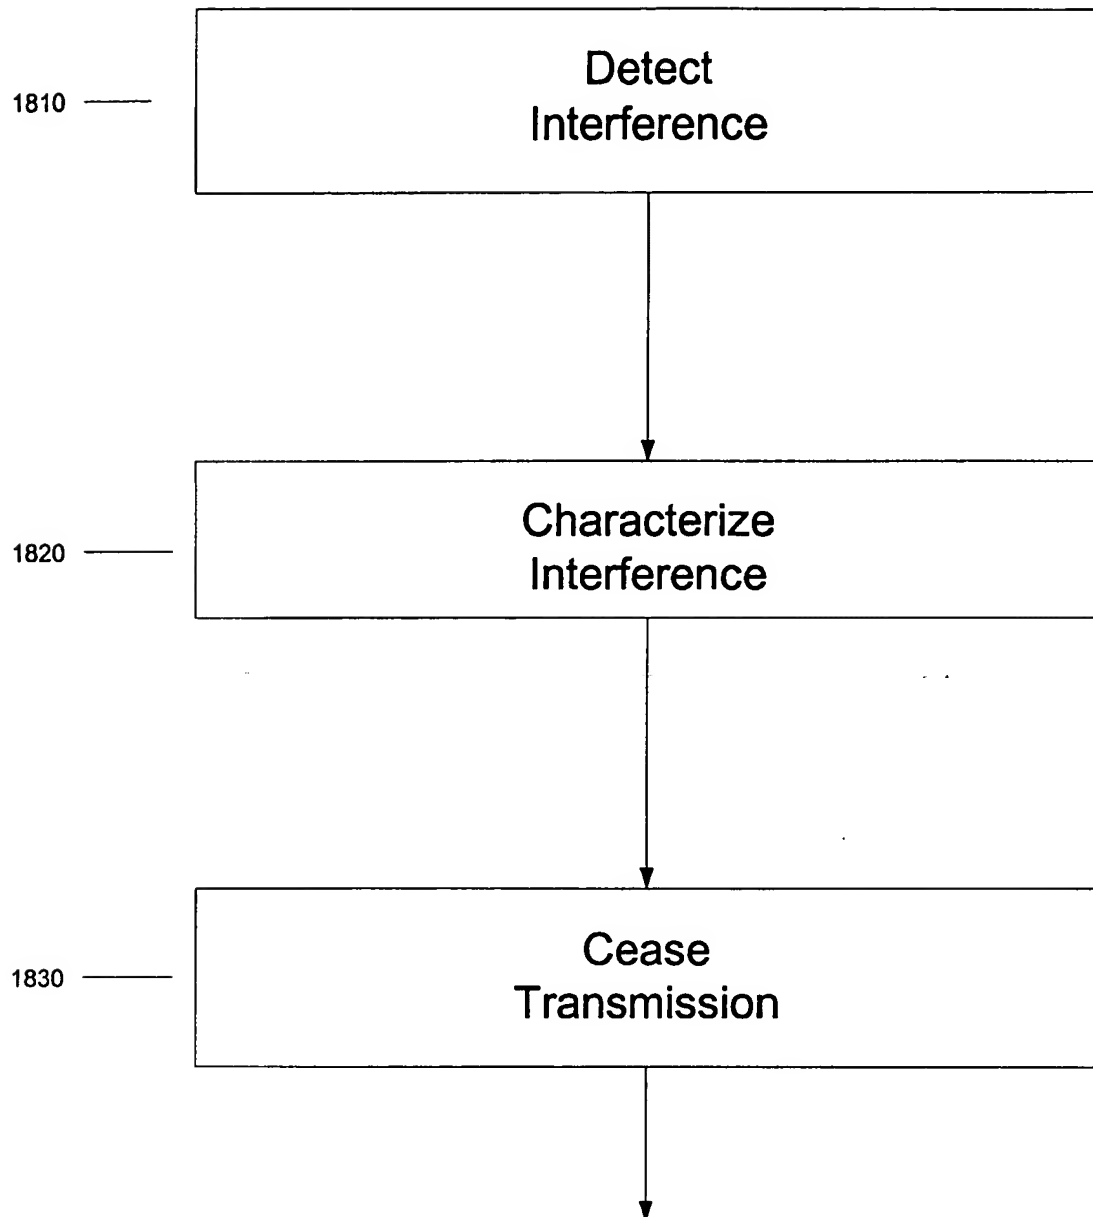 Detect
1810
Interference
Characterize
1820
Interference
Cease
1830
Transmission